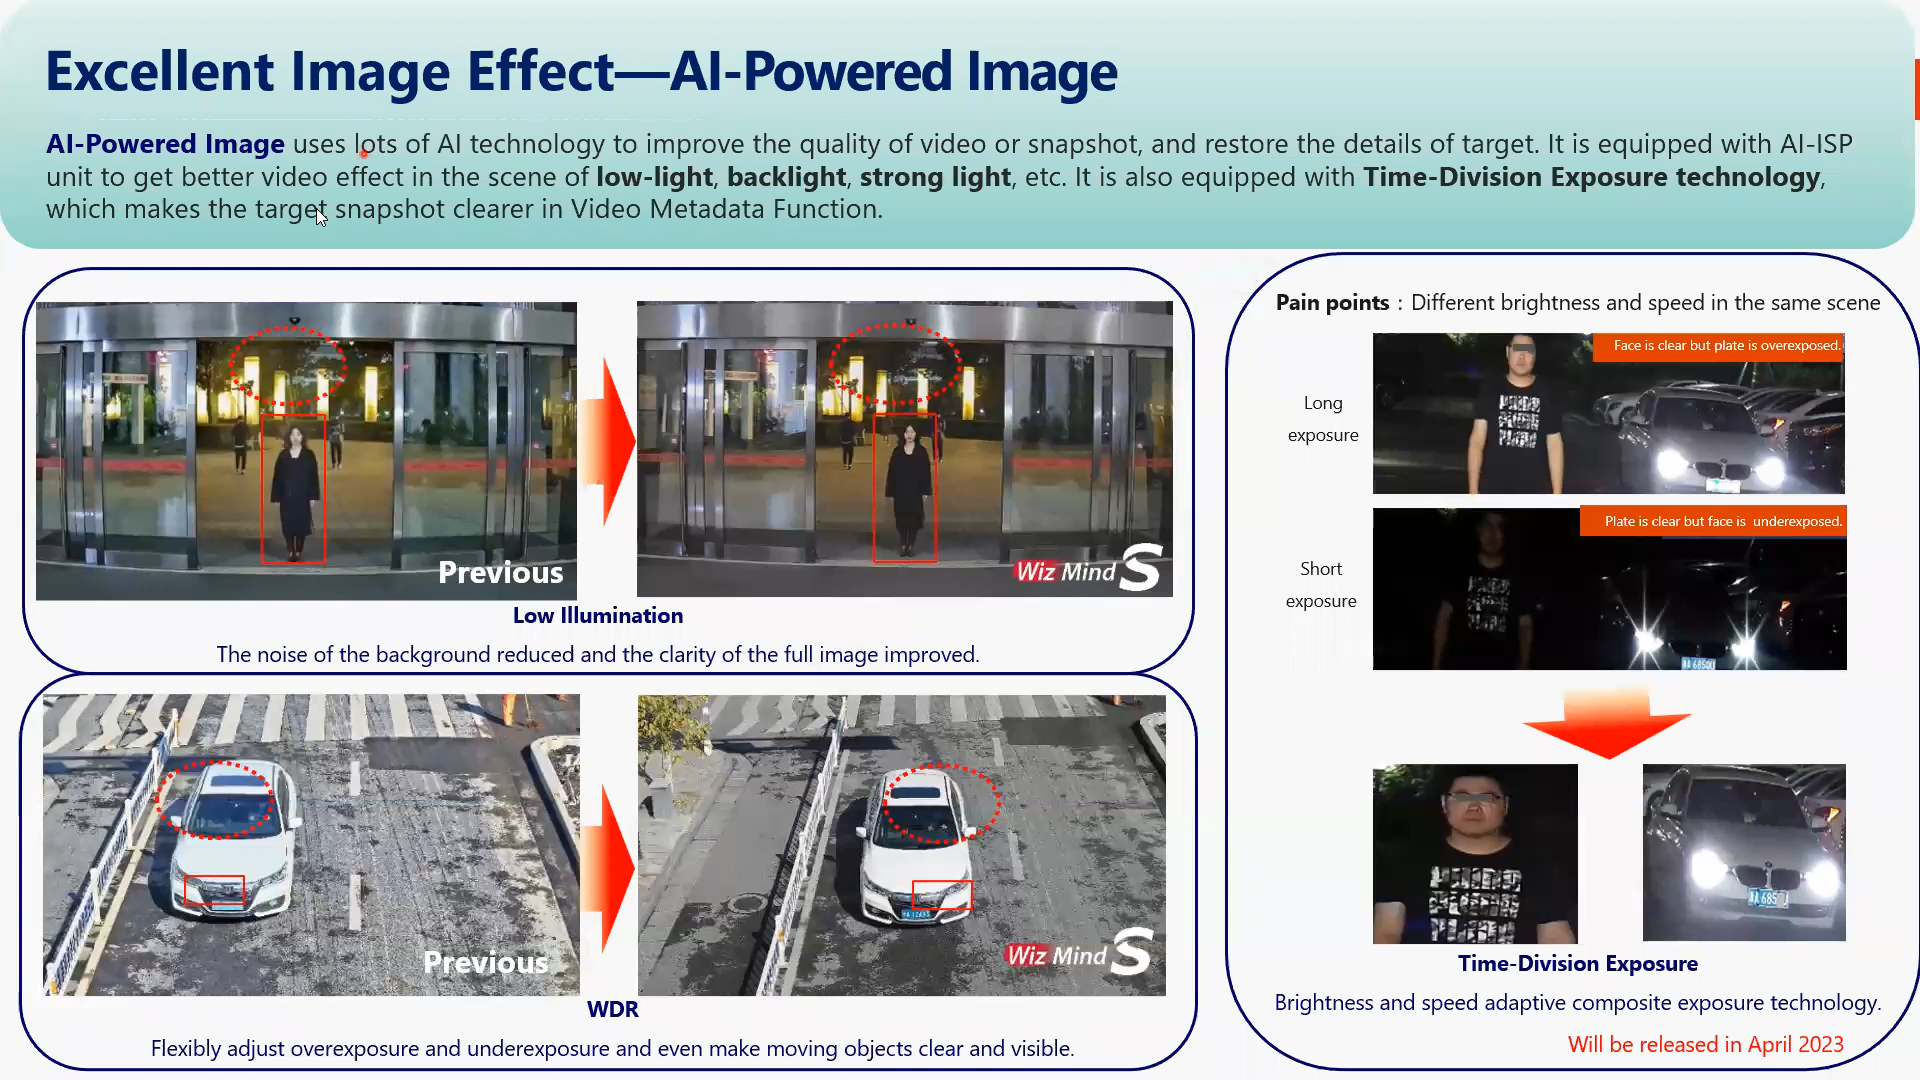 Excellent Image Effect—AI-Powered Image
AI-Powered Image uses lots of AI technology to improve the quality of video or snapshot, and restore the details of target. It is equipped with AI-ISP
unit to get better video effect in the scene of low-light, backlight, strong light, etc. It is also equipped with Time-Division Exposure technology,
which makes the target snapshot clearer in Video Metadata Function.
Previous
Wiz Mind S
Low Illumination
The noise of the background reduced and the clarity of the full image improved.
Previous
Wiz Mind S
WDR
Flexibly adjust overexposure and underexposure and even make moving objects clear and visible.
Pain points : Different brightness and speed in the same scene
Face is clear but plate is overexposed.
Long
exposure
Plate is clear but face is underexposed.
Short
exposure
Time-Division Exposure
Brightness and speed adaptive composite exposure technology.
Will be released in April 2023